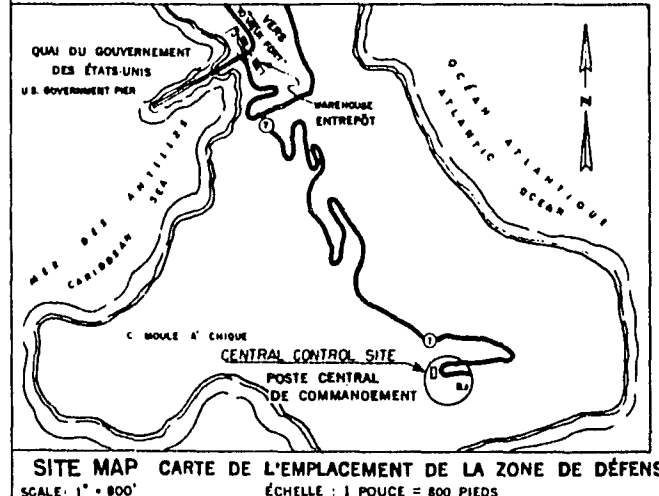 VERS
VIEUX FORT
QUAI DU GOUVERNEMENT
DES ÉTATS-UNIS
U.S. GOVERNMENT PIER
WAREHOUSE
ENTREPÔT
OCÉAN ATLANTIQUE
ATLANTIC OCEAN
N
MER DES ANTILLES
CARIBBEAN SEA
C MOULE A' CHIQUE
CENTRAL CONTROL SITE
POSTE CENTRAL
DE COMMANDEMENT
SITE MAP CARTE DE L'EMPLACEMENT DE LA ZONE DE DÉFENS
SCALE: 1" = 800' ÉCHELLE : 1 POUCE = 800 PIEDS